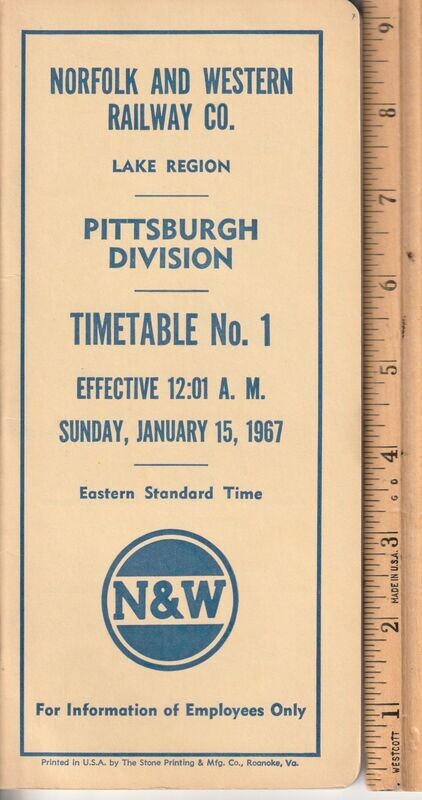 NORFOLK AND WESTERN
RAILWAY CO.
LAKE REGION
PITTSBURGH
DIVISION
TIMETABLE No. 1
EFFECTIVE 12:01 A. M.
SUNDAY, JANUARY 15, 1967
Eastern Standard Time
N&W
For Information of Employees Only
Printed in U.S.A. by The Stone Printing & Mfg. Co., Roanoke, Va.
9
8
7
6
5
4
3
2
1
G D
MADE IN U.S.A.
WESTCOTT